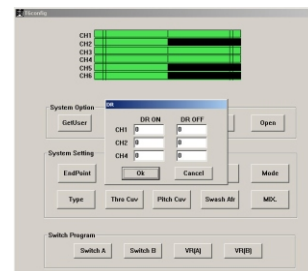 T6config
CH1
CH2
CH3
CH4
CH5
CH6
System Option
GetUser
Open
DR
DR ON DR OFF
CH1 0 0
CH2 0 0
CH4 0 0
Ok Cancel
System Setting
EndPoint
Mode
Type Thro Cuv Pitch Cuv Swash Afr MIX.
Switch Program
Switch A Switch B VR(A) VR(B)